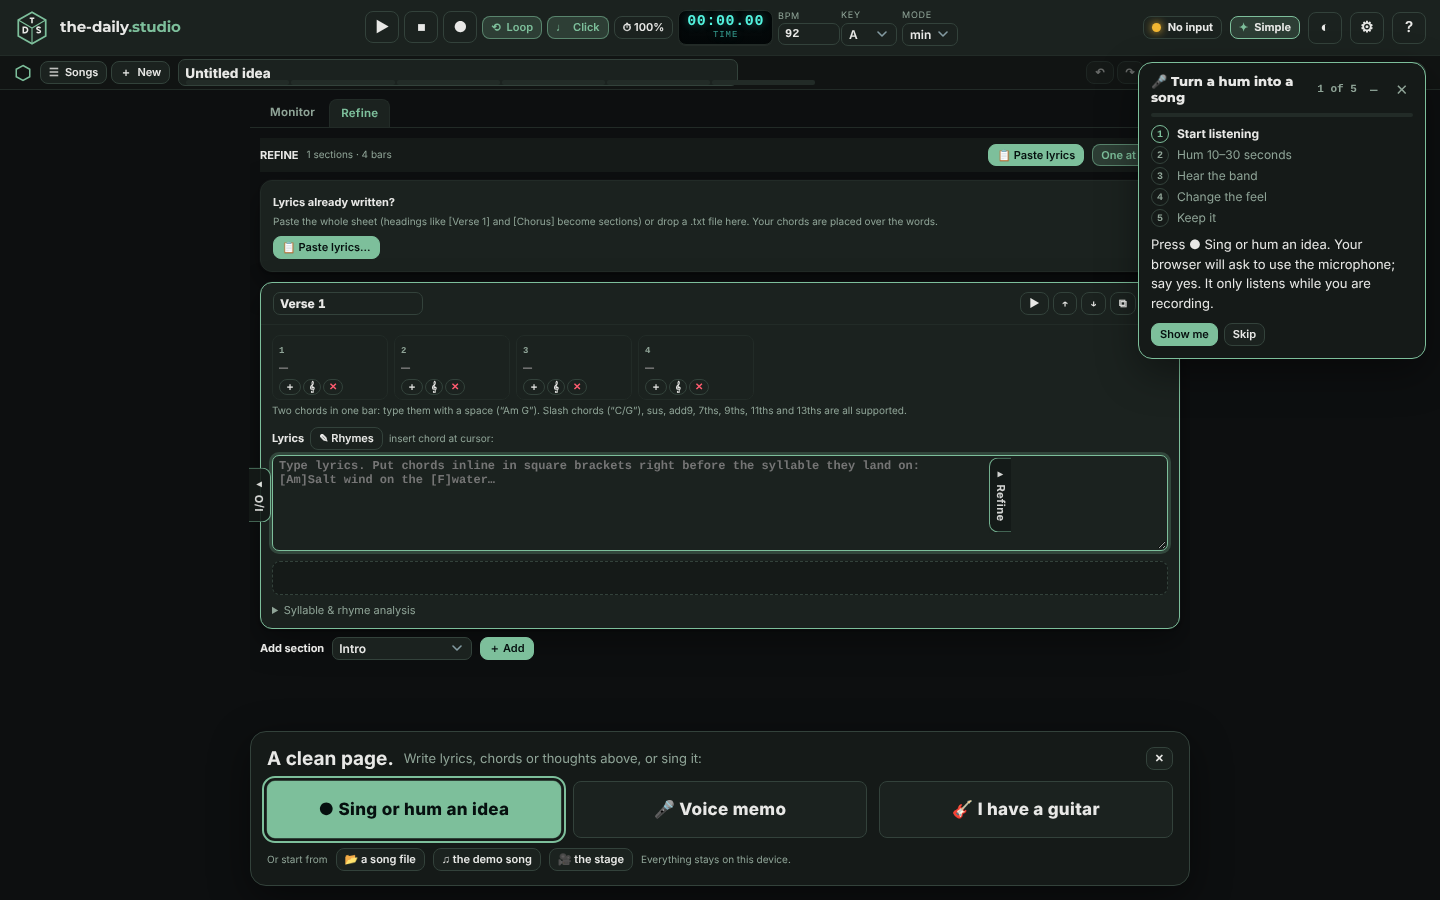 T D S
the-daily.studio
Loop
Click
100%
00:00.00
TIME
BPM
92
KEY
A
MODE
min
No input
Simple
?
Songs
+ New
Untitled idea
Monitor
Refine
REFINE 1 sections · 4 bars
Paste lyrics
One at
Lyrics already written?
Paste the whole sheet (headings like [Verse 1] and [Chorus] become sections) or drop a .txt file here. Your chords are placed over the words.
Paste lyrics…
Verse 1
1
—
2
—
3
—
4
—
Two chords in one bar: type them with a space (“Am G”). Slash chords (“C/G”), sus, add9, 7ths, 9ths, 11ths and 13ths are all supported.
Lyrics
Rhymes
insert chord at cursor:
Type lyrics. Put chords inline in square brackets right before the syllable they land on:
[Am]Salt wind on the [F]water…
I/O
Refine
Syllable & rhyme analysis
Add section
Intro
+ Add
Turn a hum into a
song
1 of 5
1 Start listening
2 Hum 10–30 seconds
3 Hear the band
4 Change the feel
5 Keep it
Press ● Sing or hum an idea. Your
browser will ask to use the microphone;
say yes. It only listens while you are
recording.
Show me
Skip
A clean page. Write lyrics, chords or thoughts above, or sing it:
● Sing or hum an idea
Voice memo
I have a guitar
Or start from
a song file
♫ the demo song
the stage
Everything stays on this device.